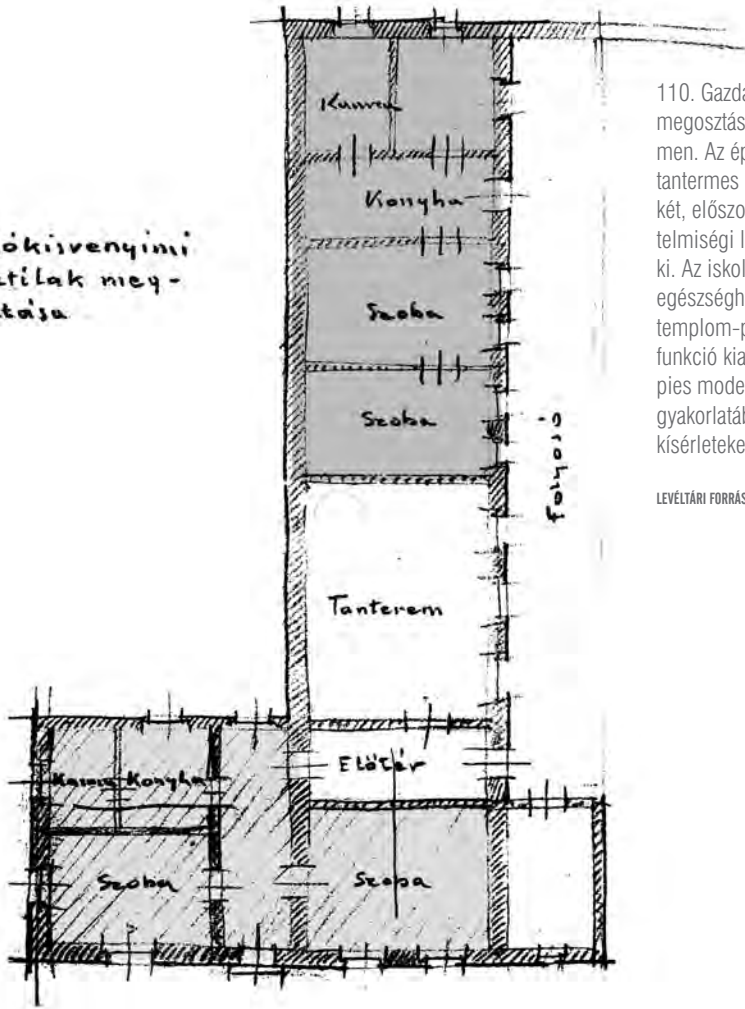 ókisvenyimi
tilak meg-
tása
Kamra
Konyha
Szoba
Szoba
Folyosó
Tanterem
Előtér
Kamra Konyha
Szoba
Szoba
110. Gazda
megosztás
men. Az ép
tantermes
két, előszo
telmiségi l
ki. Az iskol
egészségh
templom-p
funkció kia
pies mode
gyakorlatáb
kísérleteke
LEVÉLTÁRI FORRÁS